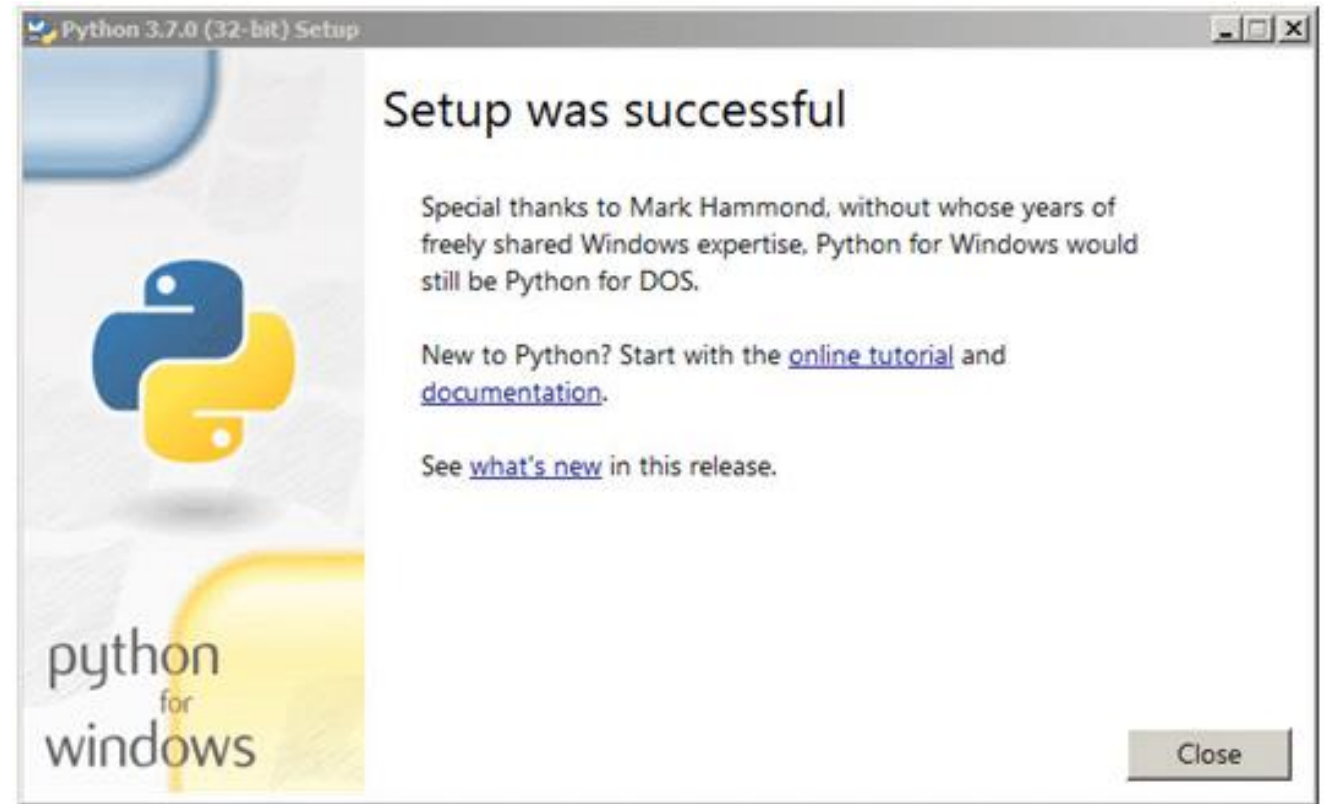 Python 3.7.0 (32-bit) Setup
Setup was successful
Special thanks to Mark Hammond, without whose years of
freely shared Windows expertise, Python for Windows would
still be Python for DOS.
New to Python? Start with the online tutorial and
documentation.
See what's new in this release.
python
for
windows
Close